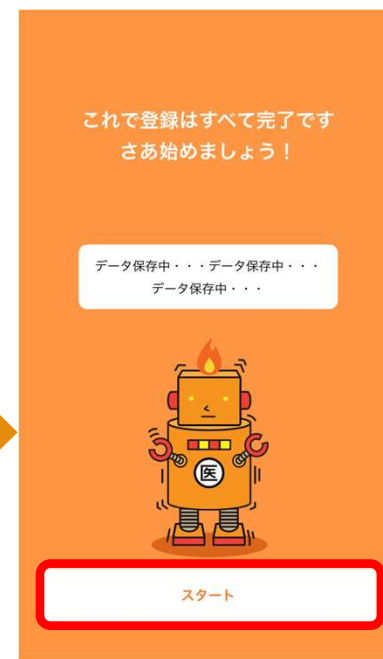 これで登録はすべて完了です
さあ始めましょう！
データ保存中・・・データ保存中・・・
データ保存中・・・
医
スタート